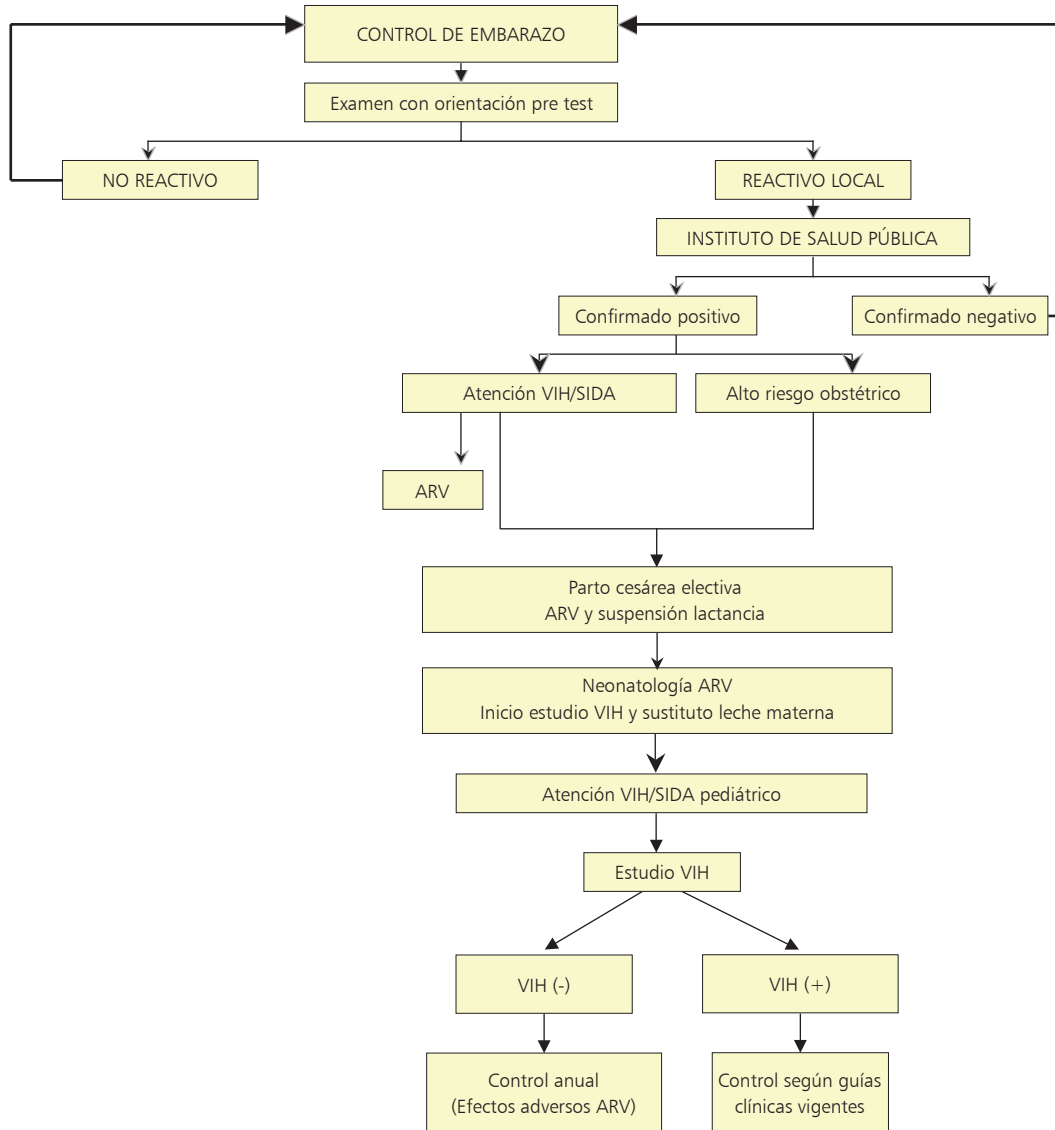 CONTROL DE EMBARAZO
Examen con orientación pre test
NO REACTIVO
REACTIVO LOCAL
INSTITUTO DE SALUD PÚBLICA
Confirmado positivo
Confirmado negativo
Atención VIH/SIDA
Alto riesgo obstétrico
ARV
Parto cesárea electiva
ARV y suspensión lactancia
Neonatología ARV
Inicio estudio VIH y sustituto leche materna
Atención VIH/SIDA pediátrico
Estudio VIH
VIH (-)
VIH (+)
Control anual
(Efectos adversos ARV)
Control según guías
clínicas vigentes